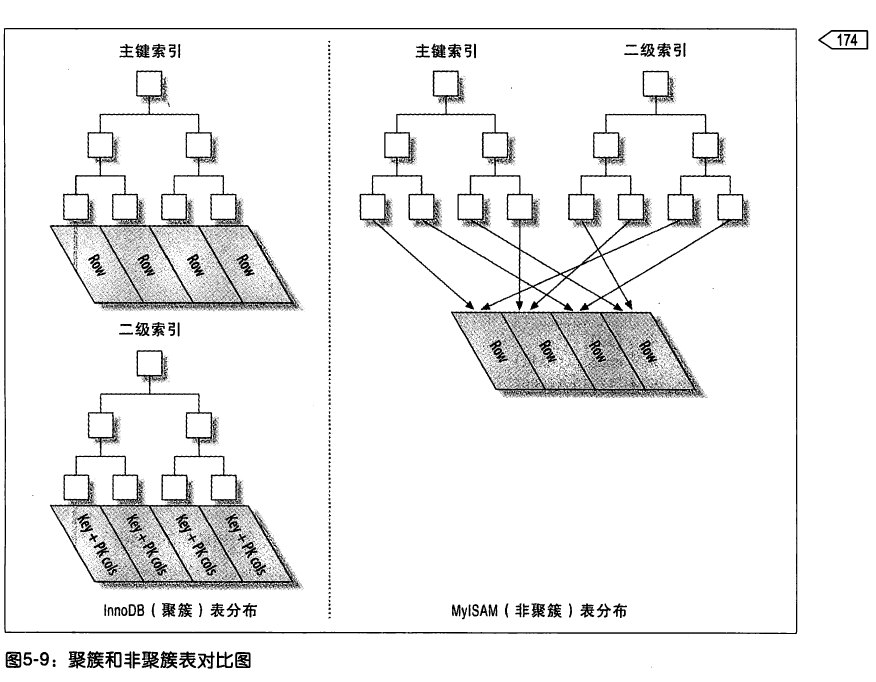 174
主键索引
Row
Row
Row
Row
二级索引
Key + PK cols
Key + PK cols
Key + PK cols
Key + PK cols
InnoDB（聚簇）表分布
主键索引
二级索引
Row
Row
Row
Row
MyISAM（非聚簇）表分布
图5-9：聚簇和非聚簇表对比图